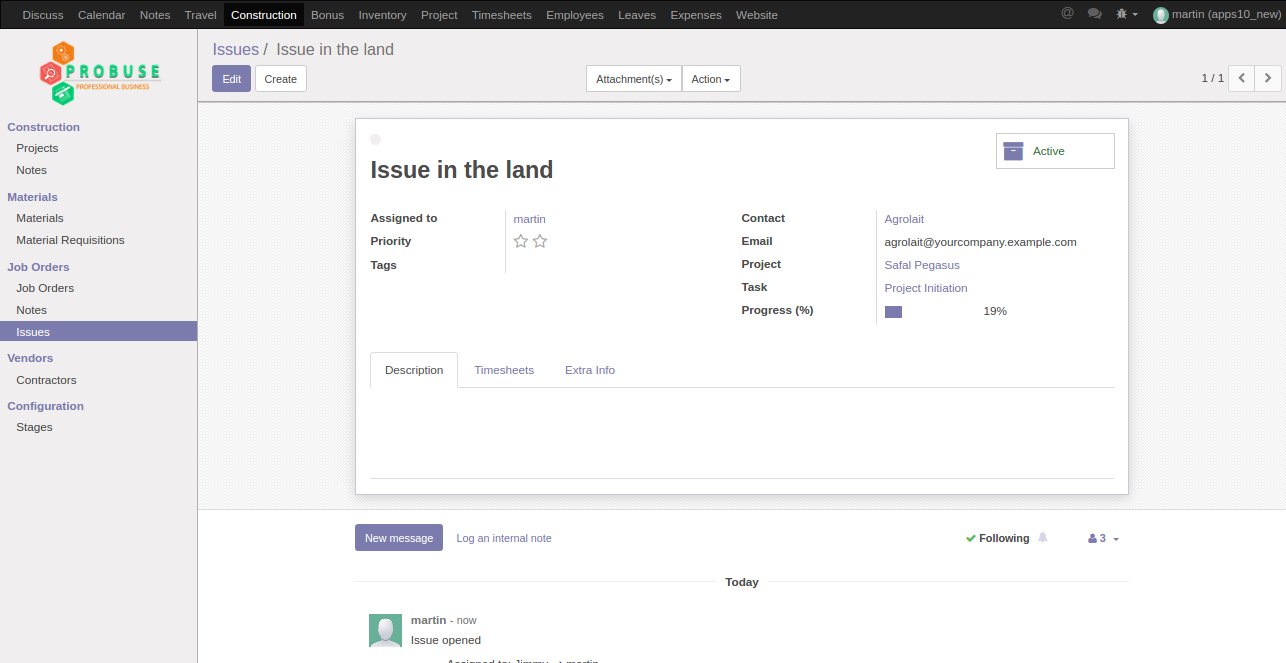 Discuss Calendar Notes Travel Construction Bonus Inventory Project Timesheets Employees Leaves Expenses Website @ martin (apps10_new)
PROBUSE
PROFESSIONAL BUSINESS
Construction
Projects
Notes
Materials
Materials
Material Requisitions
Job Orders
Job Orders
Notes
Issues
Vendors
Contractors
Configuration
Stages
Issues / Issue in the land
Edit Create Attachment(s) Action 1 / 1
Active
Issue in the land
Assigned to martin
Priority
Tags
Contact Agrolait
Email agrolait@yourcompany.example.com
Project Safal Pegasus
Task Project Initiation
Progress (%) 19%
Description Timesheets Extra Info
New message Log an internal note Following 3
Today
martin - now
Issue opened
Assigned to: Jimmy → martin